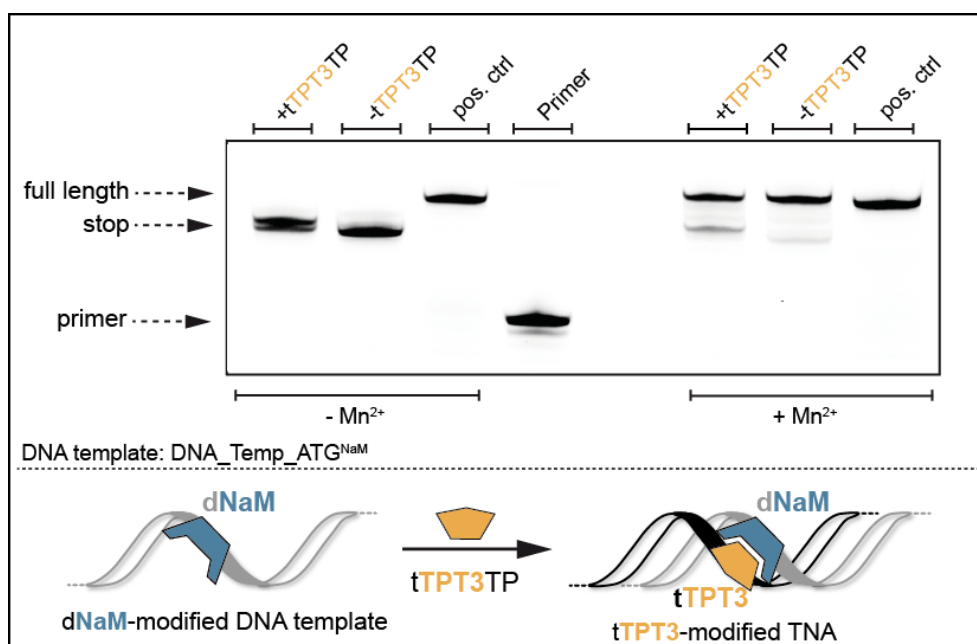 +tTPT3TP
-tTPT3TP
pos. ctrl
Primer
+tTPT3TP
-tTPT3TP
pos. ctrl
full length
stop
primer
- Mn²⁺
+ Mn²⁺
DNA template: DNA_Temp_ATGᴺᵃᴹ
dNaM
dNaM
tTPT3TP
tTPT3
dNaM-modified DNA template
tTPT3-modified TNA